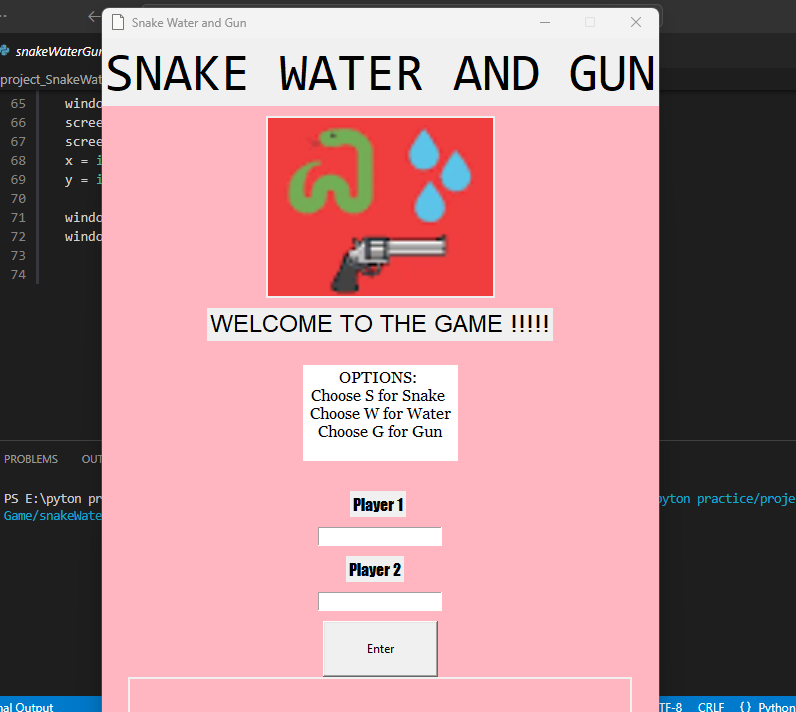 Snake Water and Gun
snakeWaterGun
project_SnakeWat
SNAKE WATER AND GUN
65 windo
66 scree
67 scree
68 x = i
69 y = i
70
71 windo
72 windo
73
74
WELCOME TO THE GAME !!!!!
OPTIONS:
Choose S for Snake
Choose W for Water
Choose G for Gun
PROBLEMS OUT
PS E:\pyton pr
yton practice/proje
Game/snakeWate
Player 1
Player 2
Enter
nal Output
TF-8 CRLF {} Python